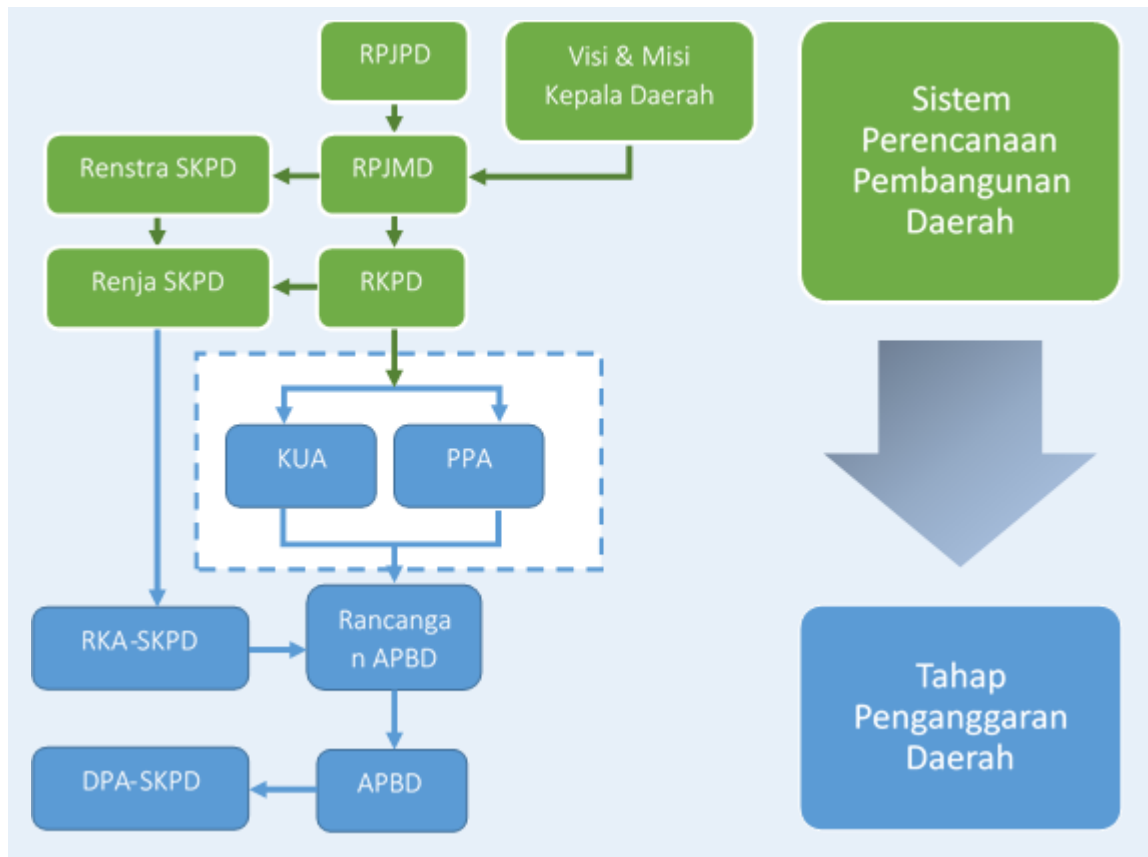 RPJPD
Visi & Misi
Kepala Daerah
Sistem
Perencanaan
Pembangunan
Daerah
Renstra SKPD
RPJMD
Renja SKPD
RKPD
KUA
PPA
RKA-SKPD
Rancanga
n APBD
Tahap
Penganggaran
Daerah
DPA-SKPD
APBD